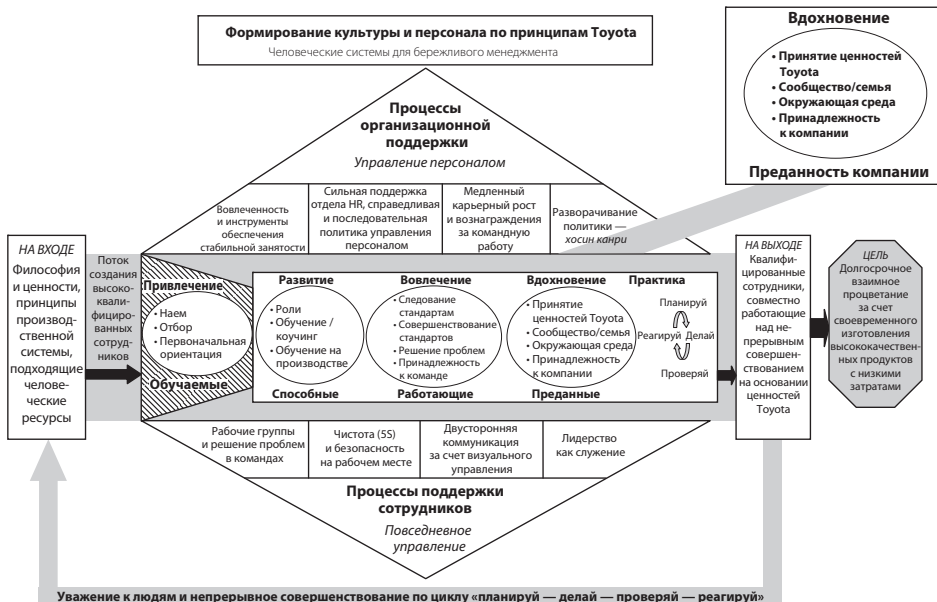 Формирование культуры и персонала по принципам Toyota
Человеческие системы для бережливого менеджмента
Вдохновение
• Принятие ценностей
Toyota
• Сообщество/семья
• Окружающая среда
• Принадлежность
к компании
Преданность компании
Процессы
организационной
поддержки
Управление персоналом
Вовлеченность
и инструменты
обеспечения
стабильной занятости
Сильная поддержка
отдела HR, справедливая
и последовательная
политика управления
персоналом
Медленный
карьерный рост
и вознаграждения
за командную
работу
Разворачивание
политики —
хосин канри
НА ВХОДЕ
Философия
и ценности,
принципы
производ-
ственной
системы,
подходящие
челове-
ческие
ресурсы
Поток
создания
высоко-
квали-
фициро-
ванных
сотруд-
ников
Привлечение
• Наем
• Отбор
• Первоначальная
ориентация
Обучаемые
Развитие
• Роли
• Обучение /
коучинг
• Обучение на
производстве
Способные
Вовлечение
• Следование
стандартам
• Совершенствование
стандартов
• Решение проблем
• Принадлежность
к команде
Работающие
Вдохновение
• Принятие
ценностей Toyota
• Сообщество/семья
• Окружающая среда
• Принадлежность
к компании
Преданные
Практика
Планируй
Реагируй Делай
Проверяй
НА ВЫХОДЕ
Квалифи-
цированные
сотрудники,
совместно
работающие
над не-
прерывным
совершен-
ствованием
на основании
ценностей
Toyota
ЦЕЛЬ
Долгосрочное
взаимное
процветание
за счет
своевременного
изготовления
высококачествен-
ных продуктов
с низкими
затратами
Рабочие группы
и решение проблем
в командах
Чистота (5S)
и безопасность
на рабочем месте
Двусторонняя
коммуникация
за счет визуального
управления
Лидерство
как служение
Процессы поддержки
сотрудников
Повседневное
управление
Уважение к людям и непрерывное совершенствование по циклу «планируй — делай — проверяй — реагируй»